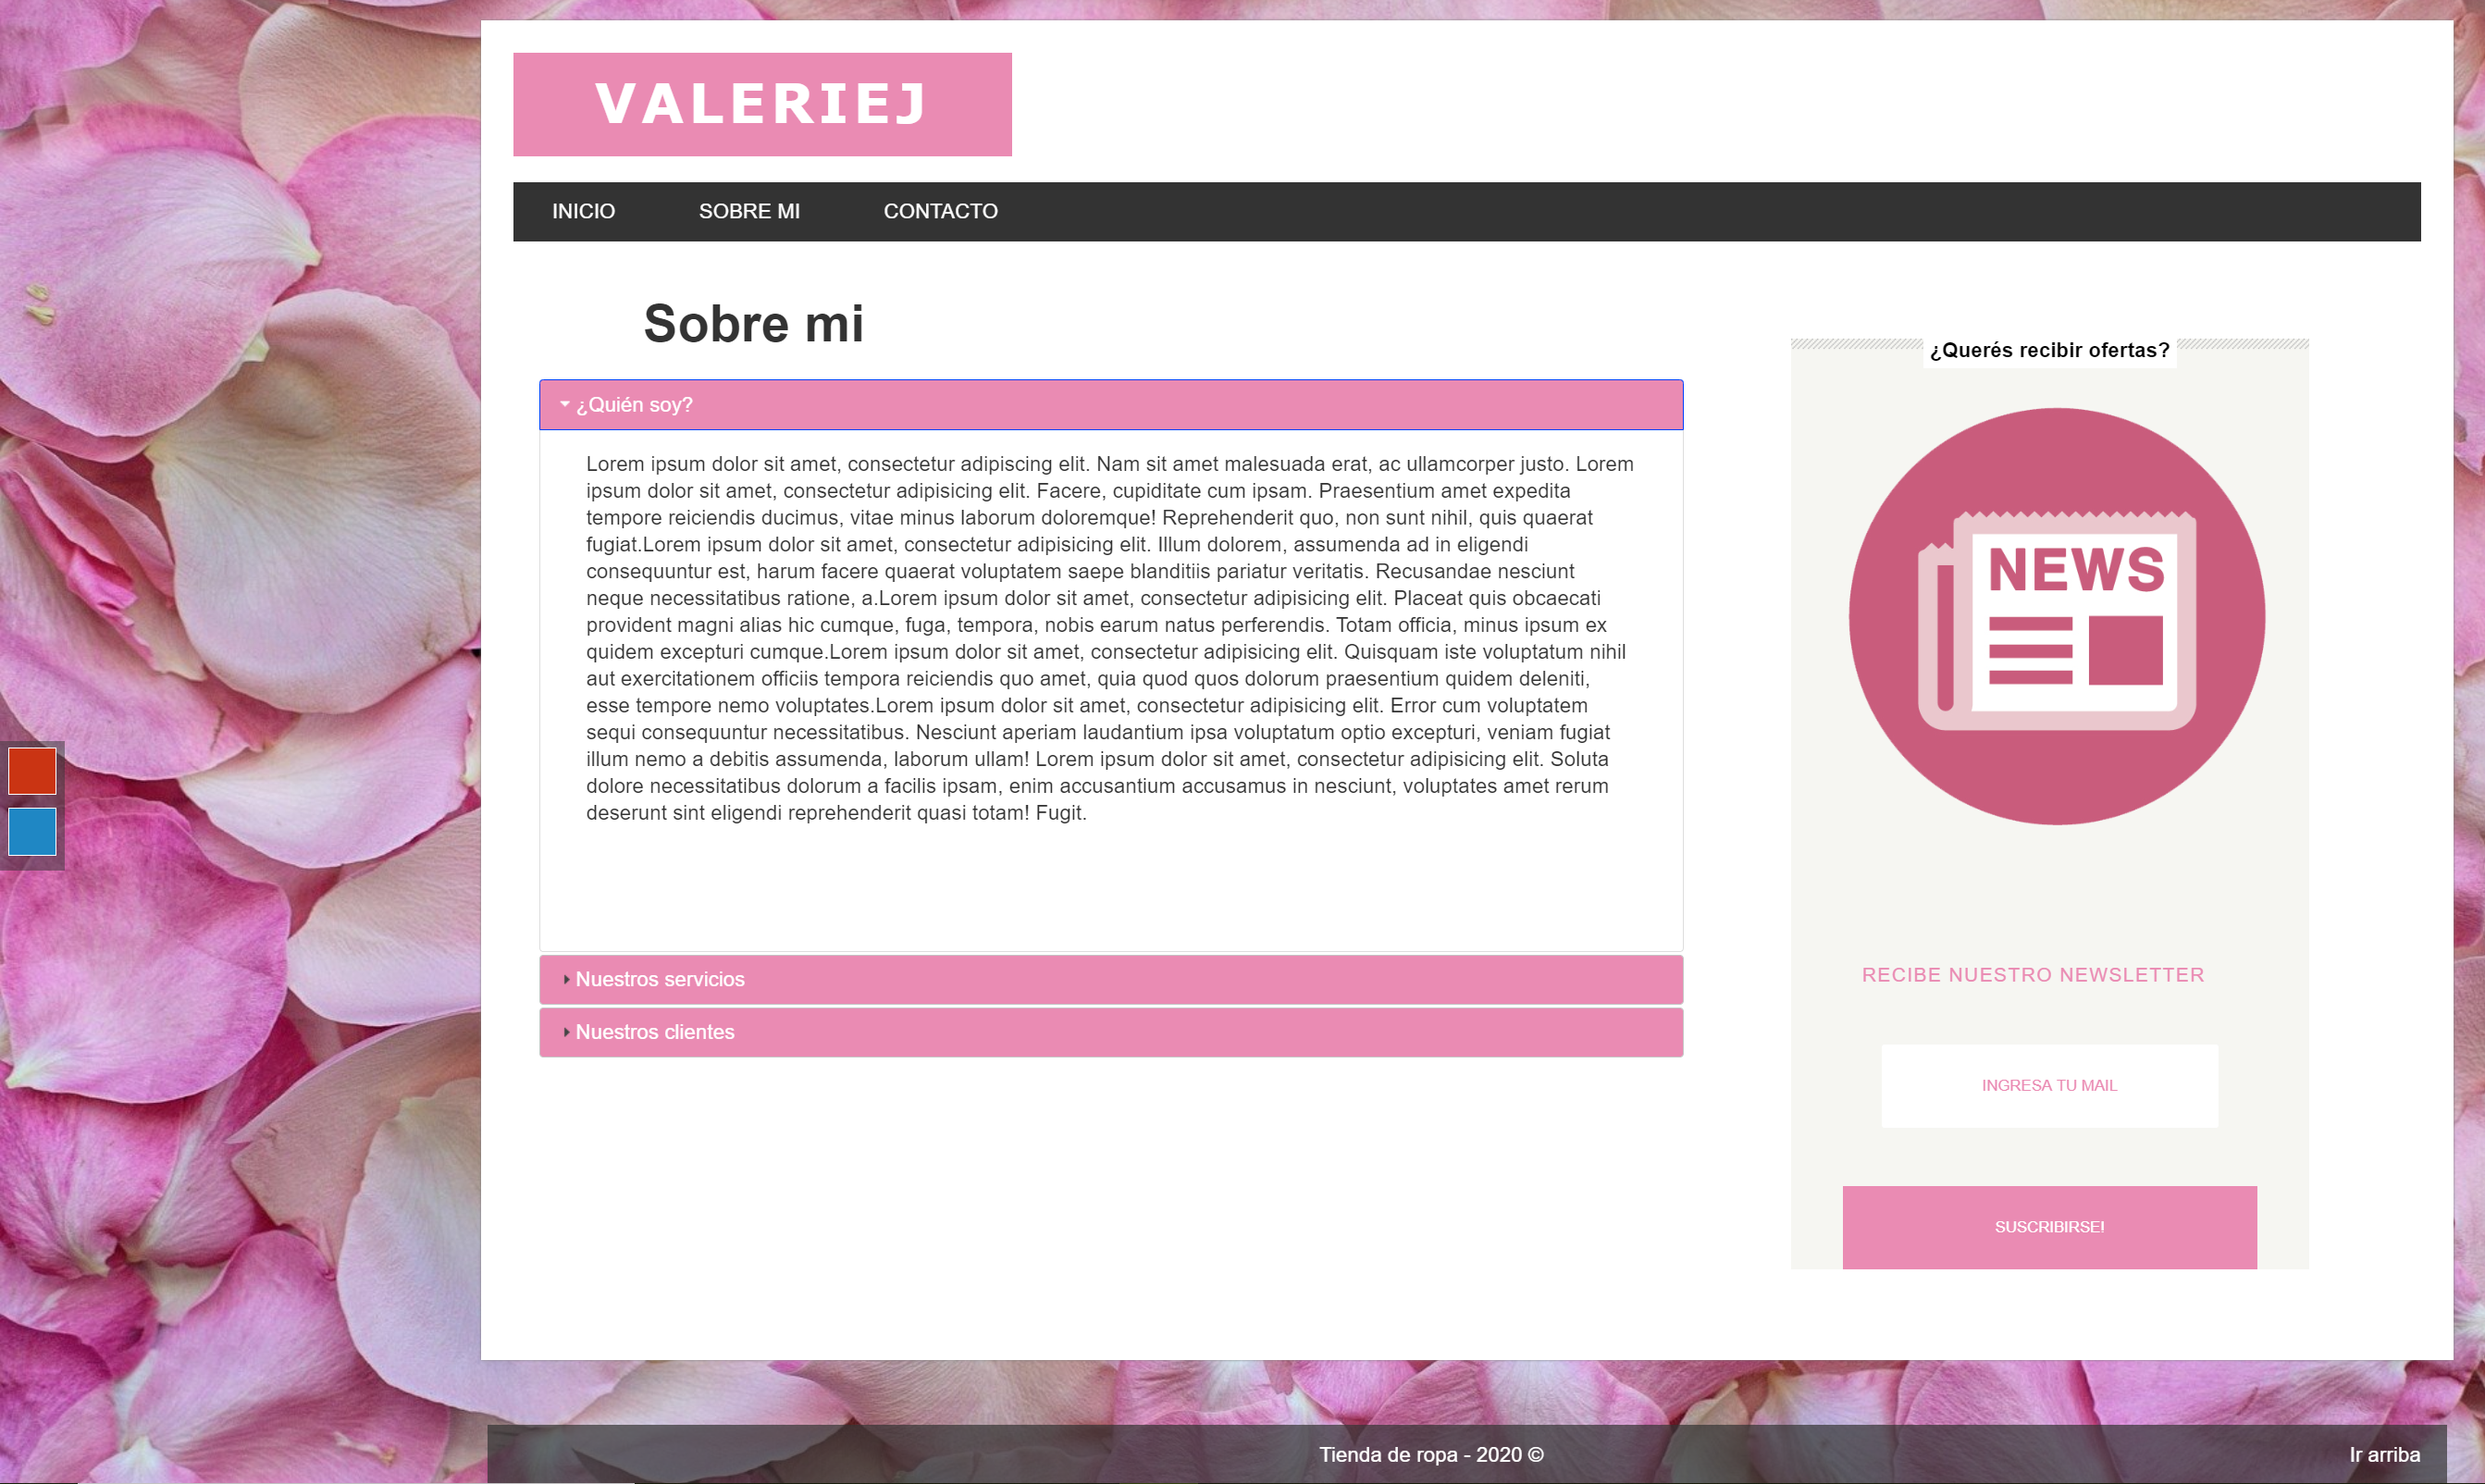 VALERIEJ
INICIO SOBRE MI CONTACTO
Sobre mi
¿Quién soy?
Lorem ipsum dolor sit amet, consectetur adipiscing elit. Nam sit amet malesuada erat, ac ullamcorper justo. Lorem
ipsum dolor sit amet, consectetur adipisicing elit. Facere, cupiditate cum ipsam. Praesentium amet expedita
tempore reiciendis ducimus, vitae minus laborum doloremque! Reprehenderit quo, non sunt nihil, quis quaerat
fugiat.Lorem ipsum dolor sit amet, consectetur adipisicing elit. Illum dolorem, assumenda ad in eligendi
consequuntur est, harum facere quaerat voluptatem saepe blanditiis pariatur veritatis. Recusandae nesciunt
neque necessitatibus ratione, a.Lorem ipsum dolor sit amet, consectetur adipisicing elit. Placeat quis obcaecati
provident magni alias hic cumque, fuga, tempora, nobis earum natus perferendis. Totam officia, minus ipsum ex
quidem excepturi cumque.Lorem ipsum dolor sit amet, consectetur adipisicing elit. Quisquam iste voluptatum nihil
aut exercitationem officiis tempora reiciendis quo amet, quia quod quos dolorum praesentium quidem deleniti,
esse tempore nemo voluptates.Lorem ipsum dolor sit amet, consectetur adipisicing elit. Error cum voluptatem
sequi consequuntur necessitatibus. Nesciunt aperiam laudantium ipsa voluptatum optio excepturi, veniam fugiat
illum nemo a debitis assumenda, laborum ullam! Lorem ipsum dolor sit amet, consectetur adipisicing elit. Soluta
dolore necessitatibus dolorum a facilis ipsam, enim accusantium accusamus in nesciunt, voluptates amet rerum
deserunt sint eligendi reprehenderit quasi totam! Fugit.
Nuestros servicios
Nuestros clientes
¿Querés recibir ofertas?
NEWS
RECIBE NUESTRO NEWSLETTER
INGRESA TU MAIL
SUSCRIBIRSE!
Tienda de ropa - 2020 ©
Ir arriba